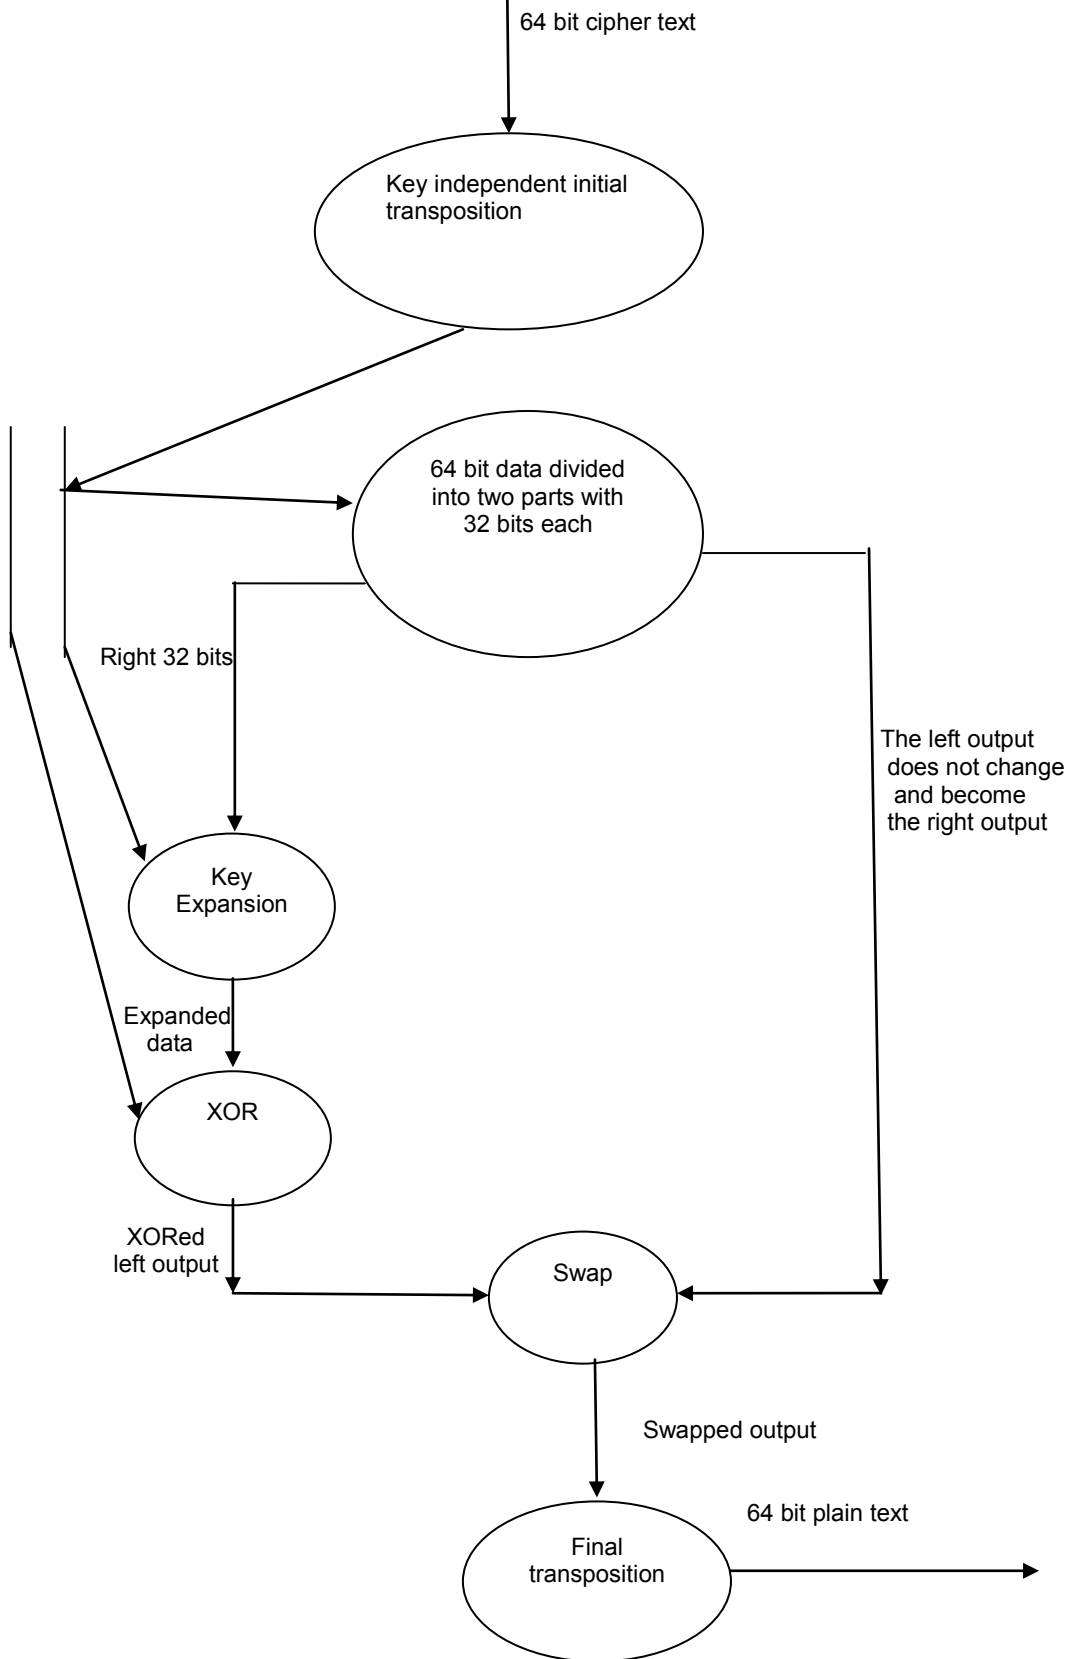 64 bit cipher text
Key independent initial
transposition
64 bit data divided
into two parts with
32 bits each
Right 32 bits
The left output
does not change
and become
the right output
Key
Expansion
Expanded
data
XOR
XORed
left output
Swap
Swapped output
64 bit plain text
Final
transposition